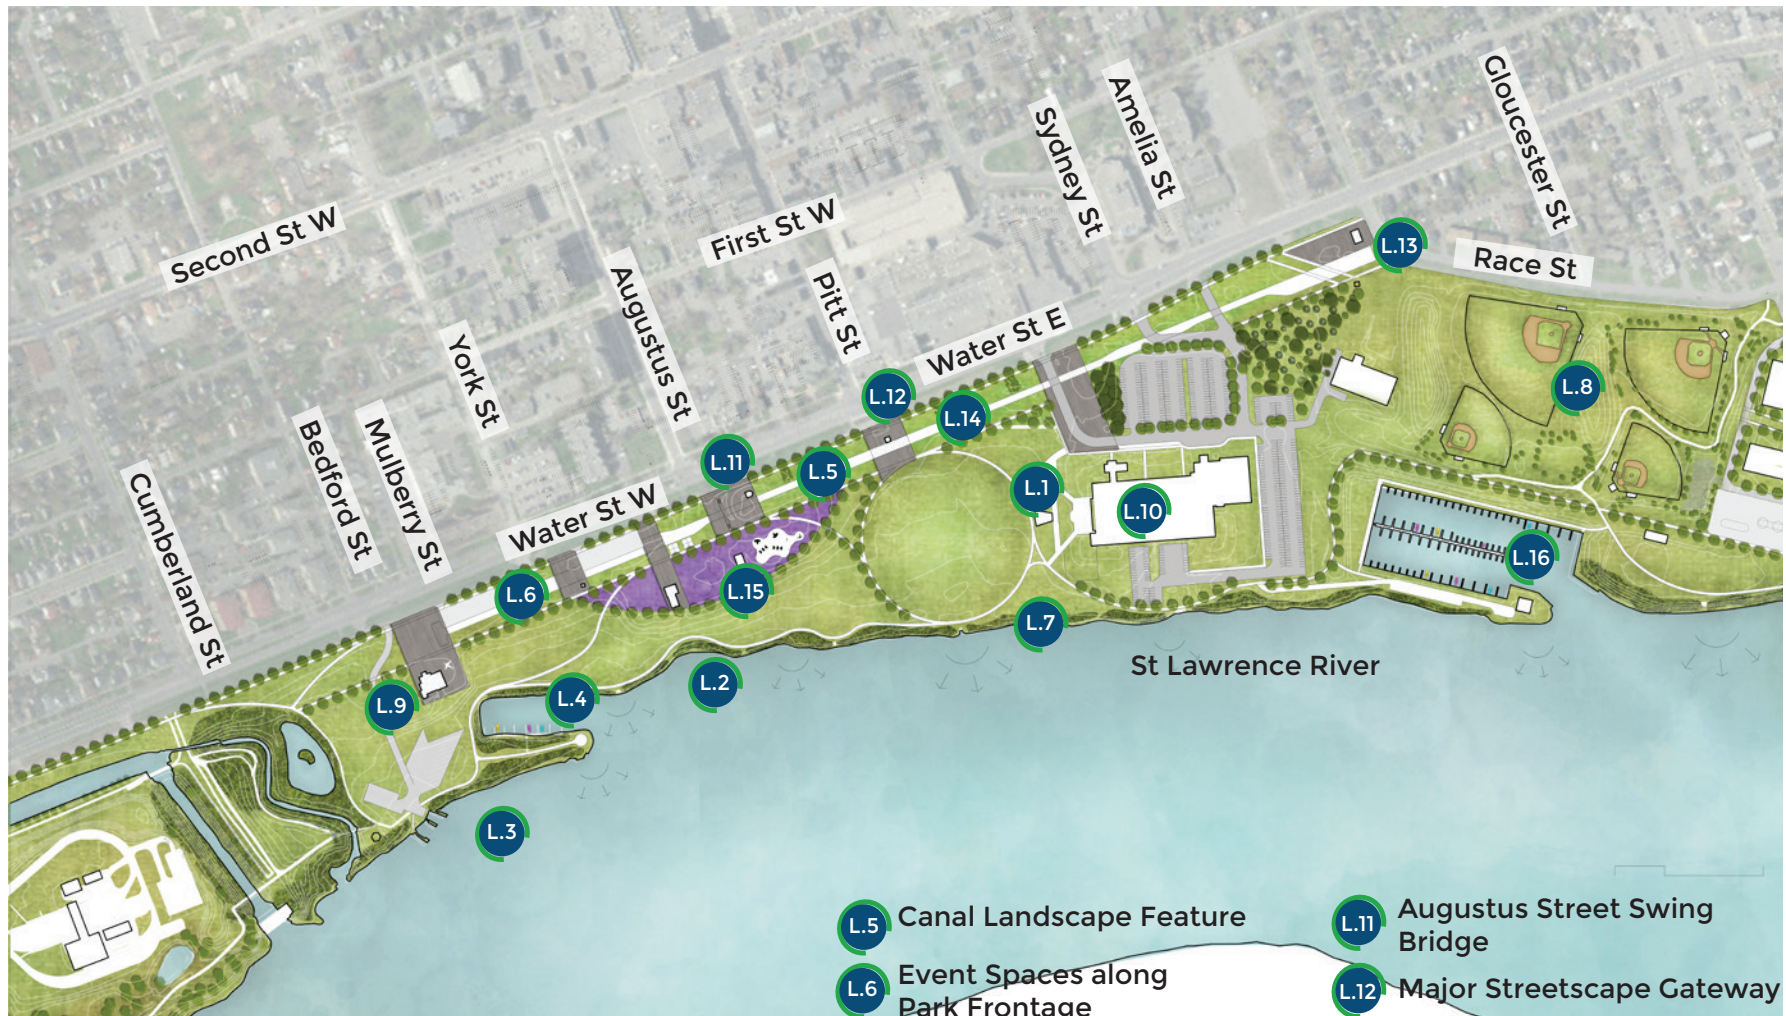 Gloucester St
Amelia St
Sydney St
Second St W
First St W
L.13
Race St
Augustus St
Pitt St
York St
Water St E
L.12
L.8
L.14
Bedford St
Mulberry St
L.11
L.5
Cumberland St
Water St W
L.1
L.10
L.16
L.6
L.15
L.7
St Lawrence River
L.2
L.4
L.9
L.3
L.5 Canal Landscape Feature
L.6 Event Spaces along
Park Frontage
L.11 Augustus Street Swing
Bridge
L.12 Major Streetscape Gateway